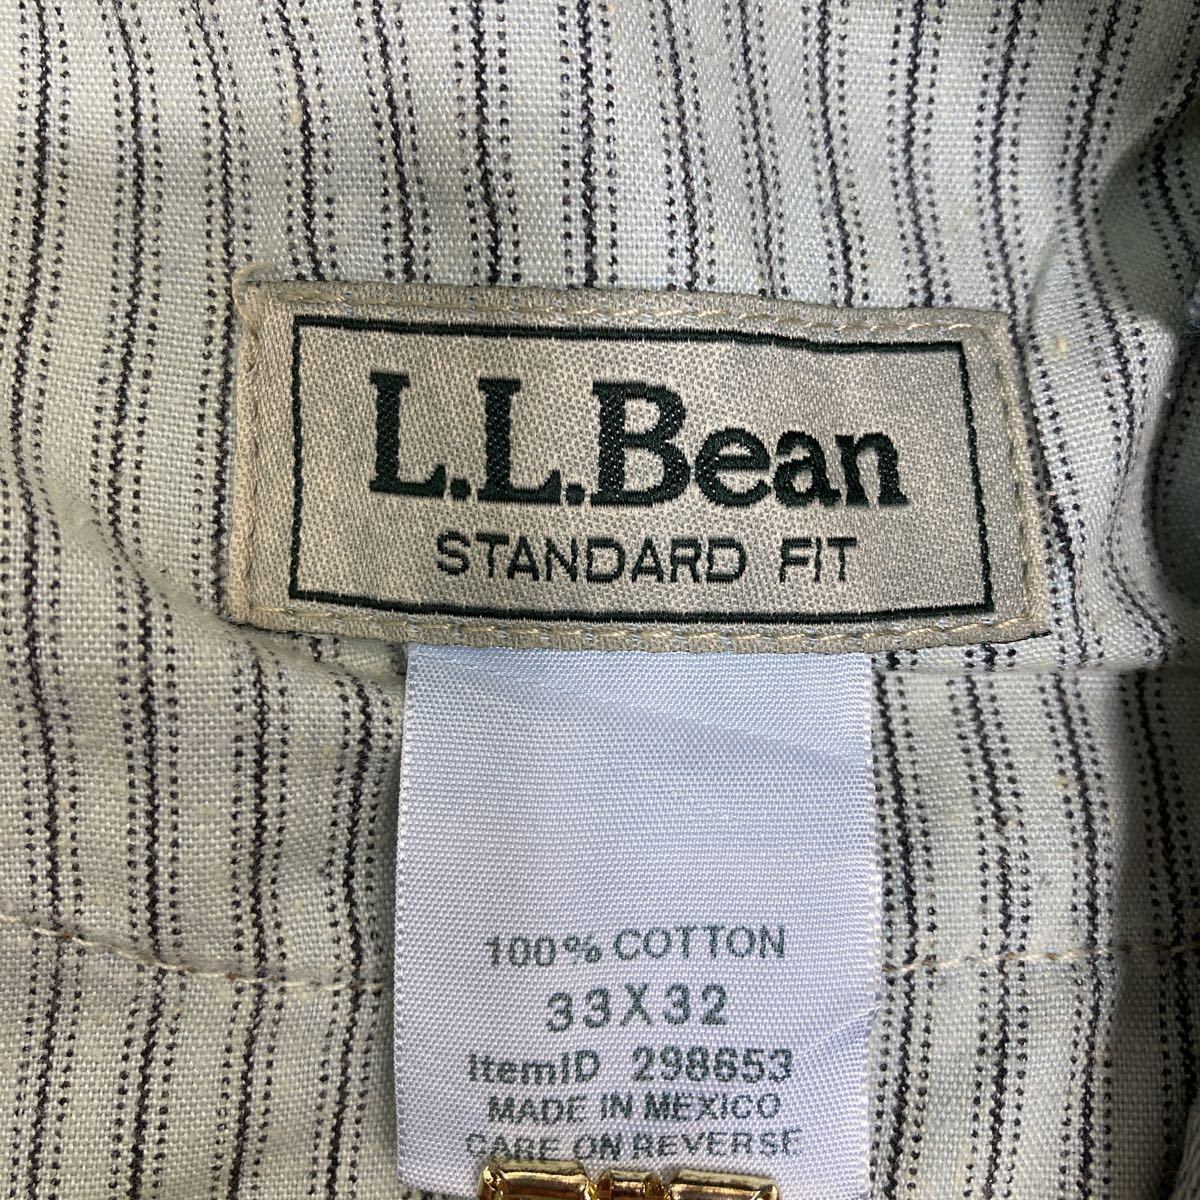 L.L.Bean
STANDARD FIT
100% COTTON
33X32
ItemID 298653
MADE IN MEXICO
CARE ON REVERSE